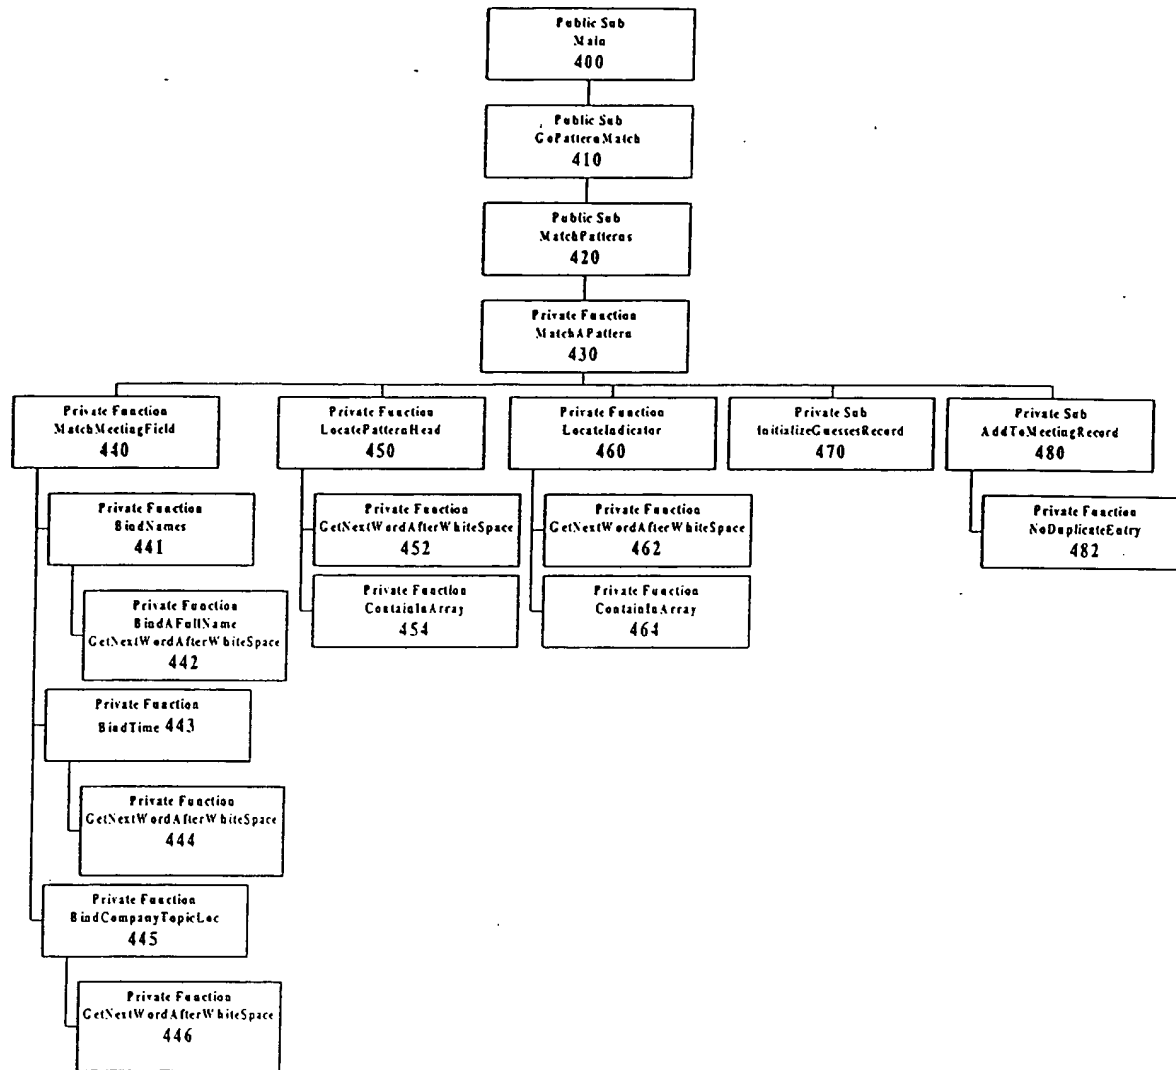 Public Sub
Main
400
Public Sub
GoPatternMatch
410
Public Sub
MatchPatterns
420
Private Function
MatchAPattern
430
Private Function
MatchMeetingField
440
Private Function
LocatePatternHead
450
Private Function
LocateIndicator
460
Private Sub
InitializeGuessesRecord
470
Private Sub
AddToMeetingRecord
480
Private Function
BindNames
441
Private Function
GetNextWordAfterWhiteSpace
452
Private Function
GetNextWordAfterWhiteSpace
462
Private Function
NoDuplicateEntry
482
Private Function
BindAFullName
GetNextWordAfterWhiteSpace
442
Private Function
ContainInArray
454
Private Function
ContainInArray
464
Private Function
BindTime 443
Private Function
GetNextWordAfterWhiteSpace
444
Private Function
BindCompanyTopicLoc
445
Private Function
GetNextWordAfterWhiteSpace
446